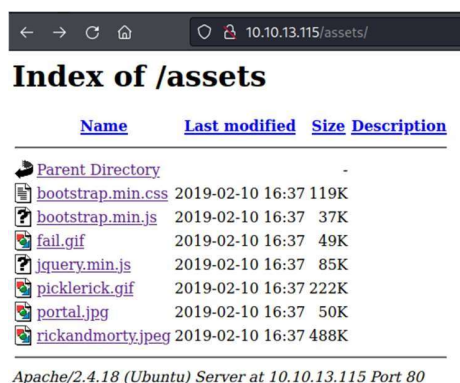 10.10.13.115/assets/
Index of /assets
Name Last modified Size Description
Parent Directory -
bootstrap.min.css 2019-02-10 16:37 119K
bootstrap.min.js 2019-02-10 16:37 37K
fail.gif 2019-02-10 16:37 49K
jquery.min.js 2019-02-10 16:37 85K
picklerick.gif 2019-02-10 16:37 222K
portal.jpg 2019-02-10 16:37 50K
rickandmorty.jpeg 2019-02-10 16:37 488K
Apache/2.4.18 (Ubuntu) Server at 10.10.13.115 Port 80